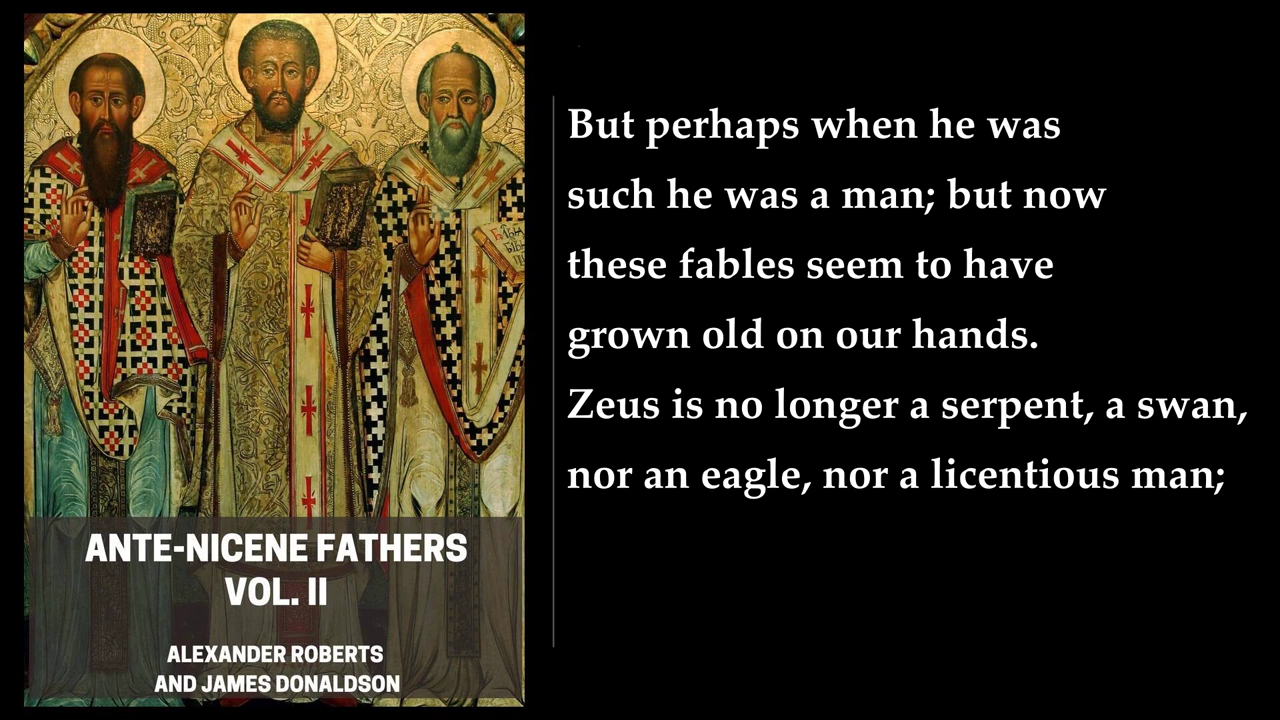 But perhaps when he was
such he was a man; but now
these fables seem to have
grown old on our hands.
Zeus is no longer a serpent, a swan,
nor an eagle, nor a licentious man;
ANTE-NICENE FATHERS
VOL. II
ALEXANDER ROBERTS
AND JAMES DONALDSON